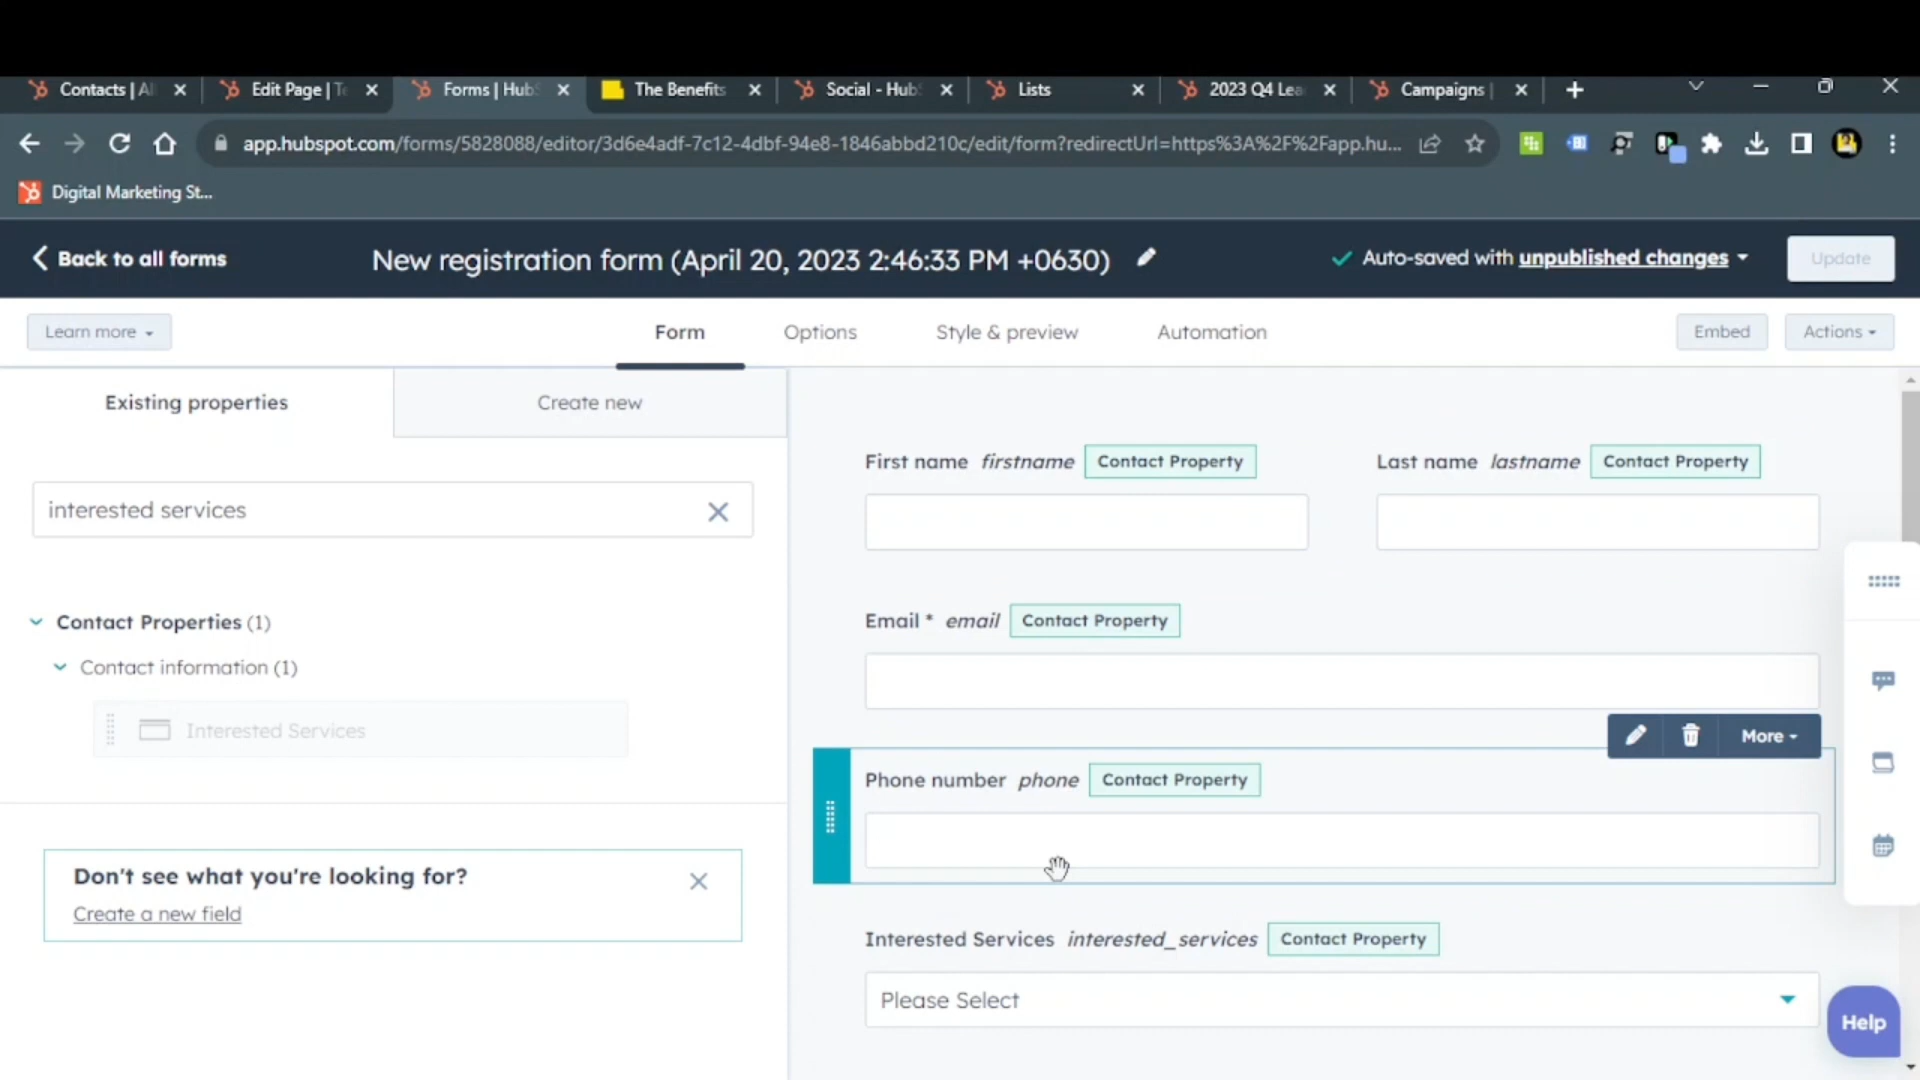 Contacts | Al
Edit Page | Te
Forms | HubS
The Benefits
Social - HubS
Lists
2023 Q4 Lea
Campaigns |
app.hubspot.com/forms/5828088/editor/3d6e4adf-7c12-4dbf-94e8-1846abbd210c/edit/form?redirectUrl=https%3A%2F%2Fapp.hu...
Digital Marketing St...
Back to all forms
New registration form (April 20, 2023 2:46:33 PM +0630)
Auto-saved with unpublished changes
Update
Learn more
Form
Options
Style & preview
Automation
Embed
Actions
Existing properties
Create new
interested services
Contact Properties (1)
Contact information (1)
Interested Services
Don't see what you're looking for?
Create a new field
First name firstname Contact Property
Last name lastname Contact Property
Email * email Contact Property
More
Phone number phone Contact Property
Interested Services interested_services Contact Property
Please Select
Help